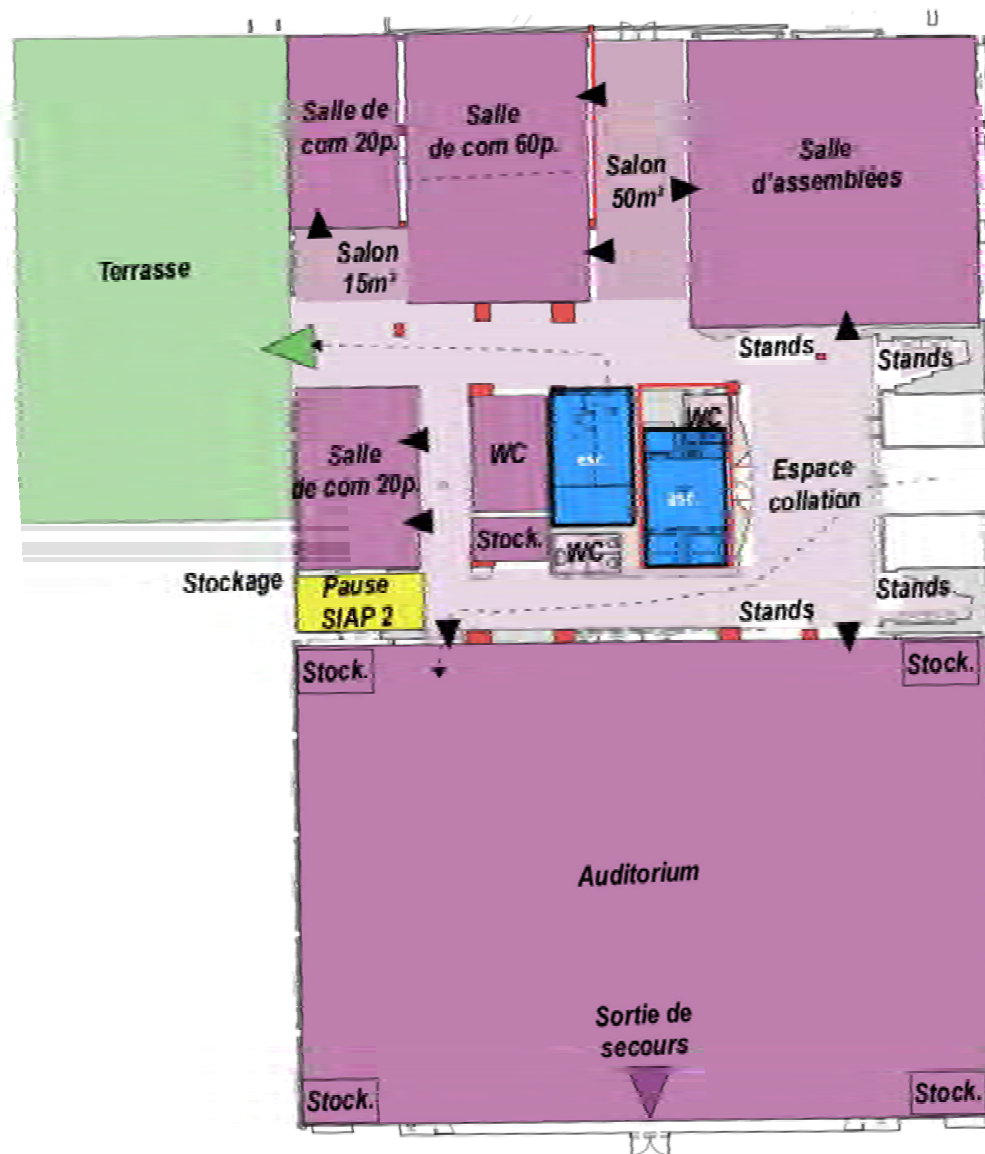 Salle de
com 20p.
Salle
de com 60p.
Salon
50m²
Salle
d'assemblées
Salon
15m²
Terrasse
Stands
Stands
Salle
de com 20p.
WC
esc.
WC
asc.
Espace
collation
Stock.
WC
Stockage
Pause
SIAP 2
Stands
Stands
Stock.
Stock.
Auditorium
Sortie de
secours
Stock.
Stock.